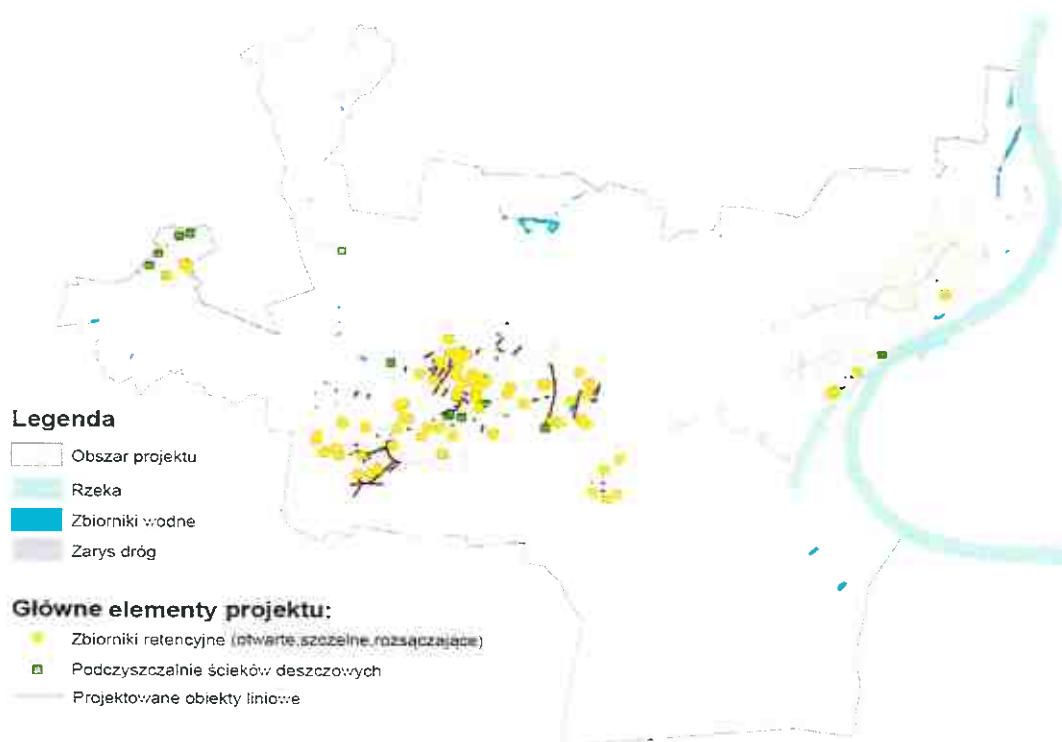 Legenda
Obszar projektu
Rzeka
Zbiorniki wodne
Zarys dróg
Główne elementy projektu:
Zbiorniki retencyjne (otwarte,szczelne,rozsączające)
Podczyszczalnie ścieków deszczowych
Projektowane obiekty liniowe